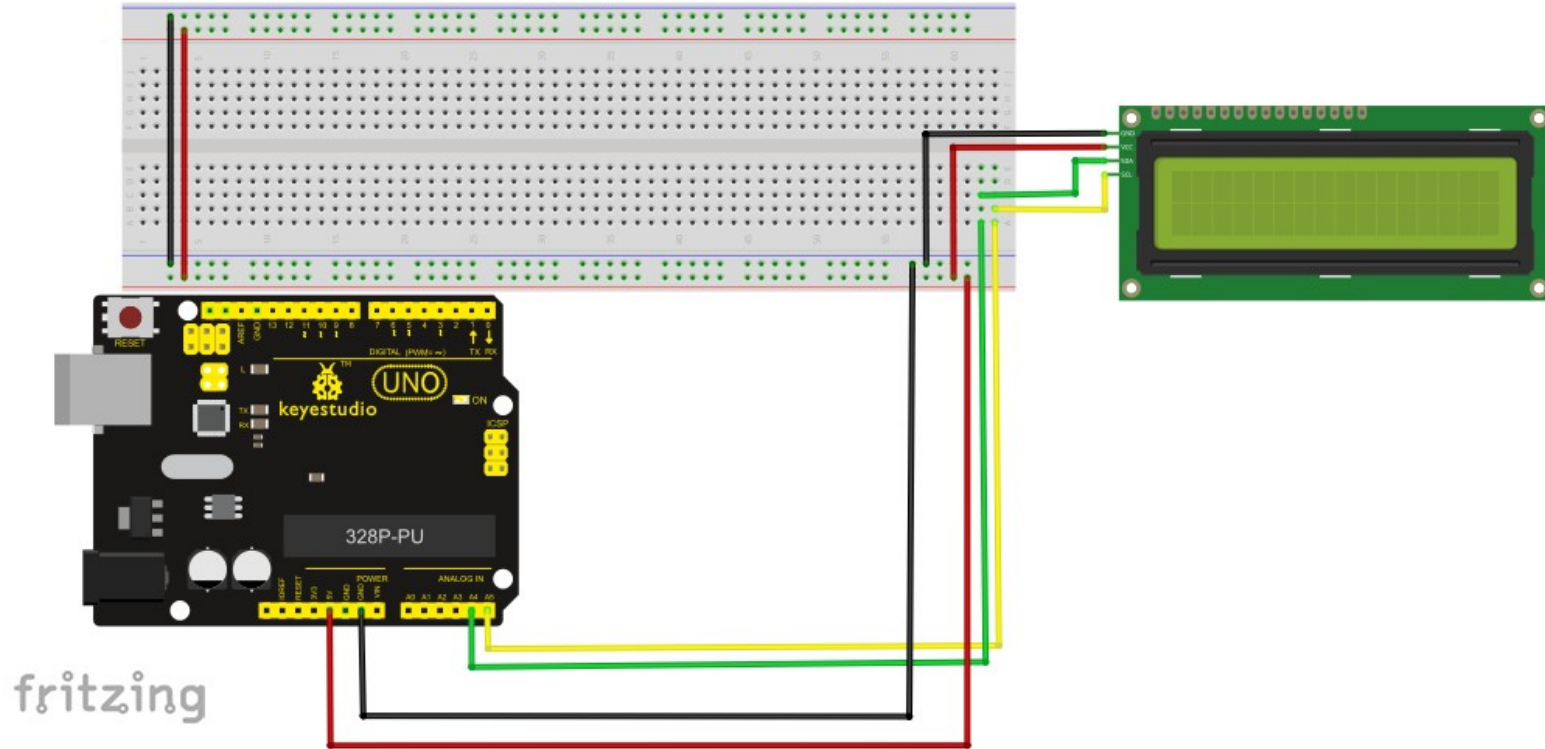 GND
VCC
SDA
SCL
RESET
AREF
GND
13
12
11
10
9
8
7
6
5
4
3
2
1
0
DIGITAL (PWM=~)
TX
RX
L
TM
UNO
keyestudio
ON
TX
RX
ICSP
328P-PU
POWER
ANALOG IN
IOREF
RESET
3V3
5V
GND
GND
VIN
A0
A1
A2
A3
A4
A5
fritzing